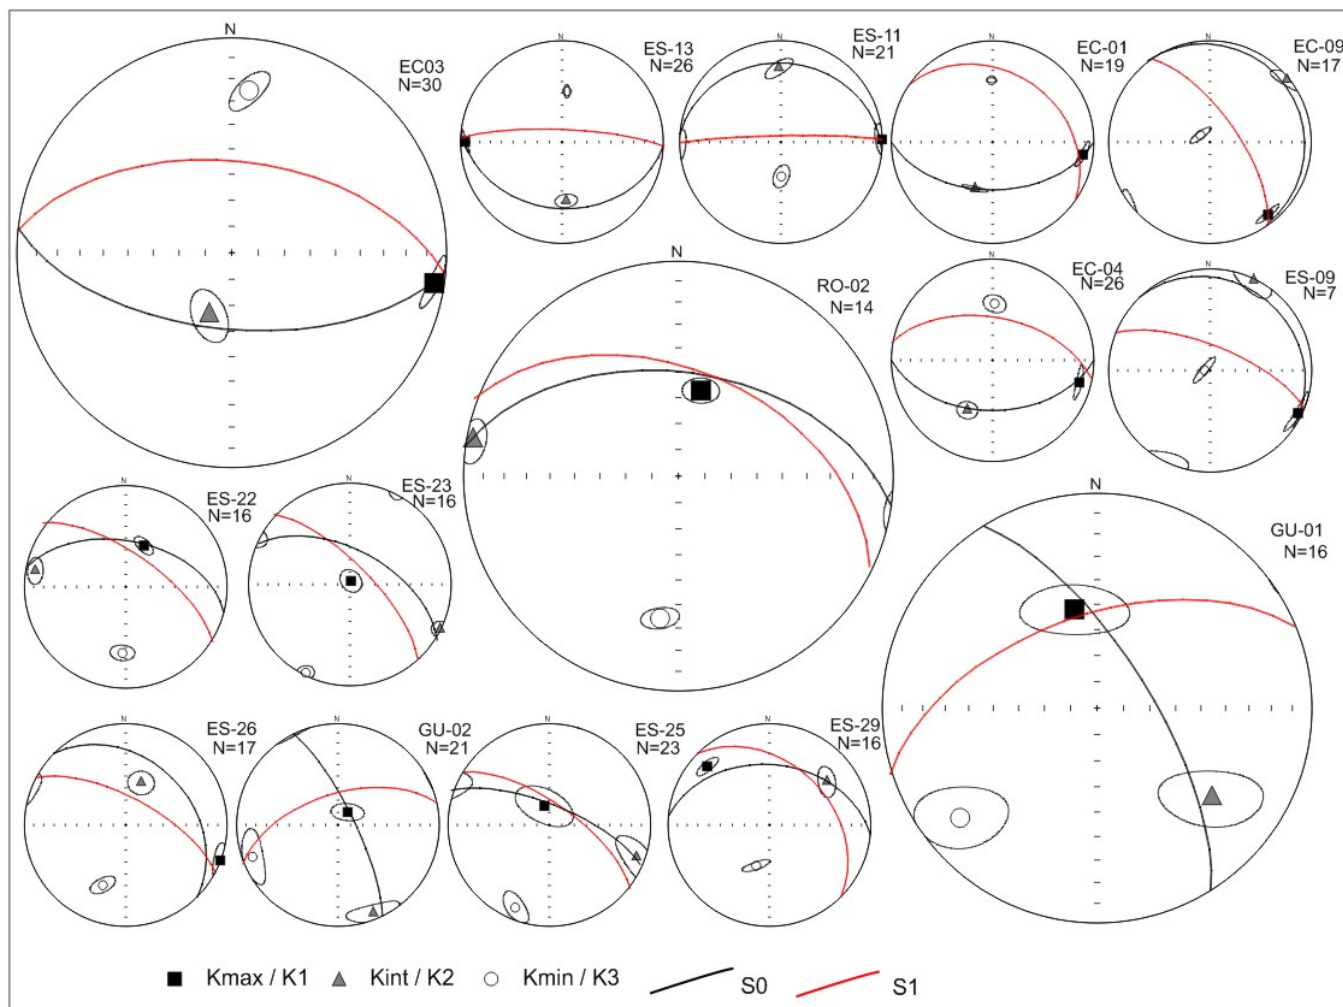 N
EC03
N=30
N
ES-13
N=26
N
ES-11
N=21
N
EC-01
N=19
N
EC-09
N=17
N
RO-02
N=14
N
EC-04
N=26
N
ES-09
N=7
N
ES-22
N=16
N
ES-23
N=16
N
GU-01
N=16
N
ES-26
N=17
N
GU-02
N=21
N
ES-25
N=23
N
ES-29
N=16
Kmax / K1 Kint / K2 Kmin / K3 S0 S1